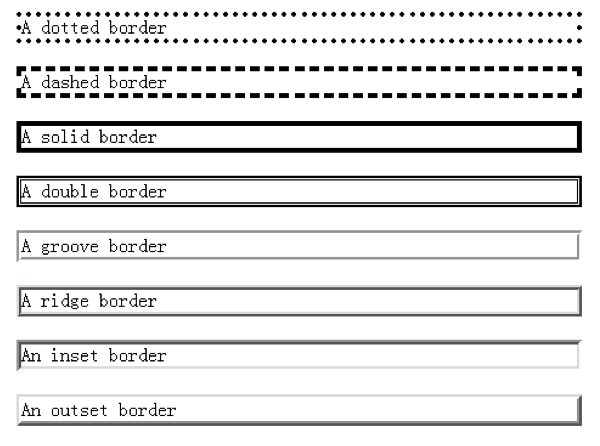 A dotted border
A dashed border
A solid border
A double border
A groove border
A ridge border
An inset border
An outset border